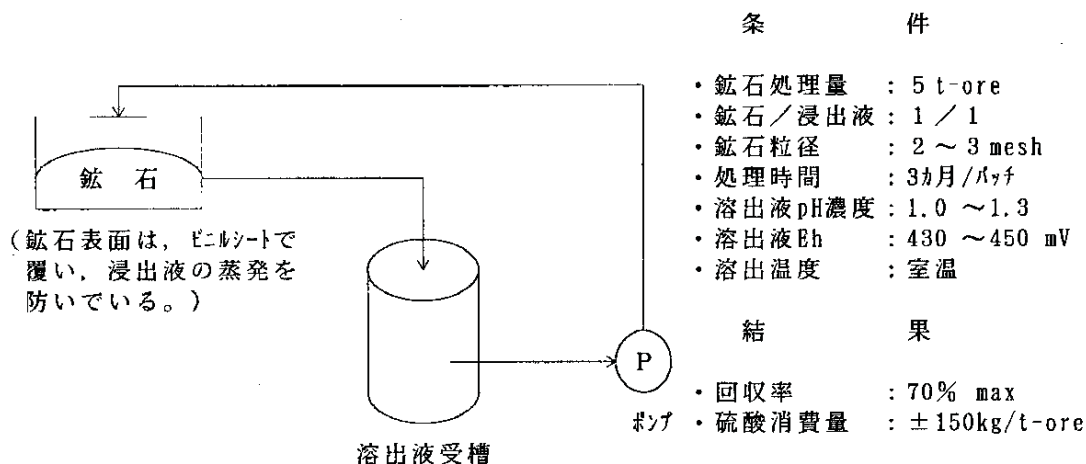 鉱 石
(鉱石表面は，ビニルシートで
覆い，浸出液の蒸発を
防いでいる。)
溶出液受槽
P
ポンプ
条 件
・鉱石処理量 : 5 t-ore
・鉱石／浸出液 : 1 ／ 1
・鉱石粒径 : 2 ～ 3 mesh
・処理時間 : 3ｶ月/バッチ
・溶出液pH濃度 : 1.0 ～1.3
・溶出液Eh : 430 ～450 mV
・溶出温度 : 室温
結 果
・回収率 : 70% max
・硫酸消費量 : ±150kg/t-ore